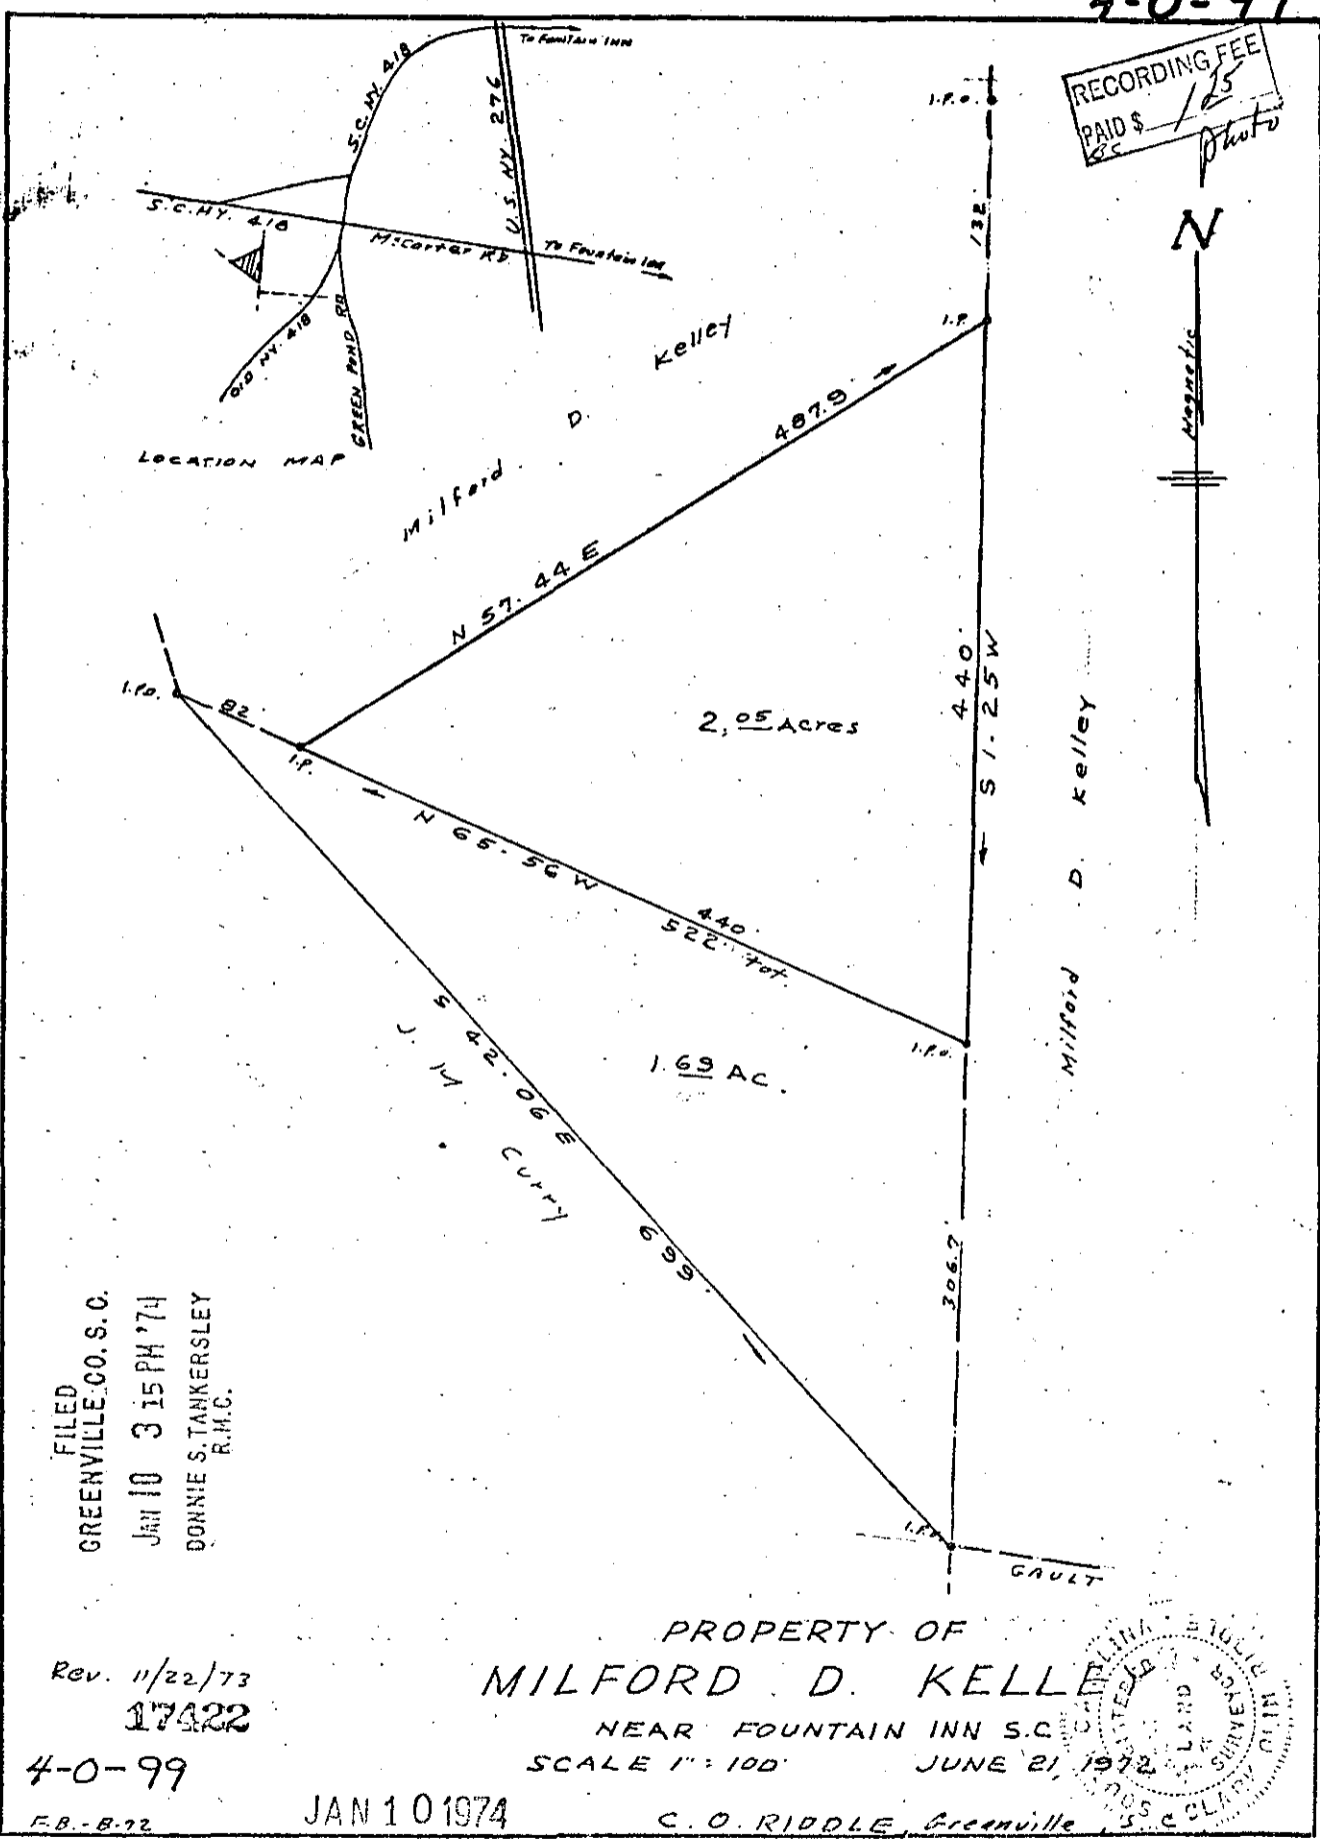 4-0-99
RECORDING FEE
PAID $ 1.25
Photo
TO FOUNTAIN INN
S.C. HY. 418
U.S. HY. 276
S.C. HY. 418
McCarter Rd.
To Fountain Inn
OLD HY. 418
GREEN POND RD
LOCATION MAP
N
Magnetic
I.P.O.
132'
I.P.
Milford D. Kelley
487.9'
N 57.44 E
I.P.O.
82
I.P.
2.05 Acres
440'
S 1.25 W
Milford D. Kelley
N 65.56 W
440'
522' tot.
I.P.O.
1.69 AC.
S 42.06 E
J. M. Curry
699'
306.7'
I.P.O.
GAULT
FILED
GREENVILLE CO. S. C.
JAN 10 3 15 PM '74
DONNIE S. TANKERSLEY
R.M.C.
PROPERTY OF
MILFORD D. KELLEY
NEAR FOUNTAIN INN S.C.
SCALE 1" = 100' JUNE 21, 1972
C. O. RIDDLE, Greenville, S.C.
Rev. 11/22/73
17422
4-0-99
F.B.-B-72
JAN 10 1974
LAND
SURVEYOR